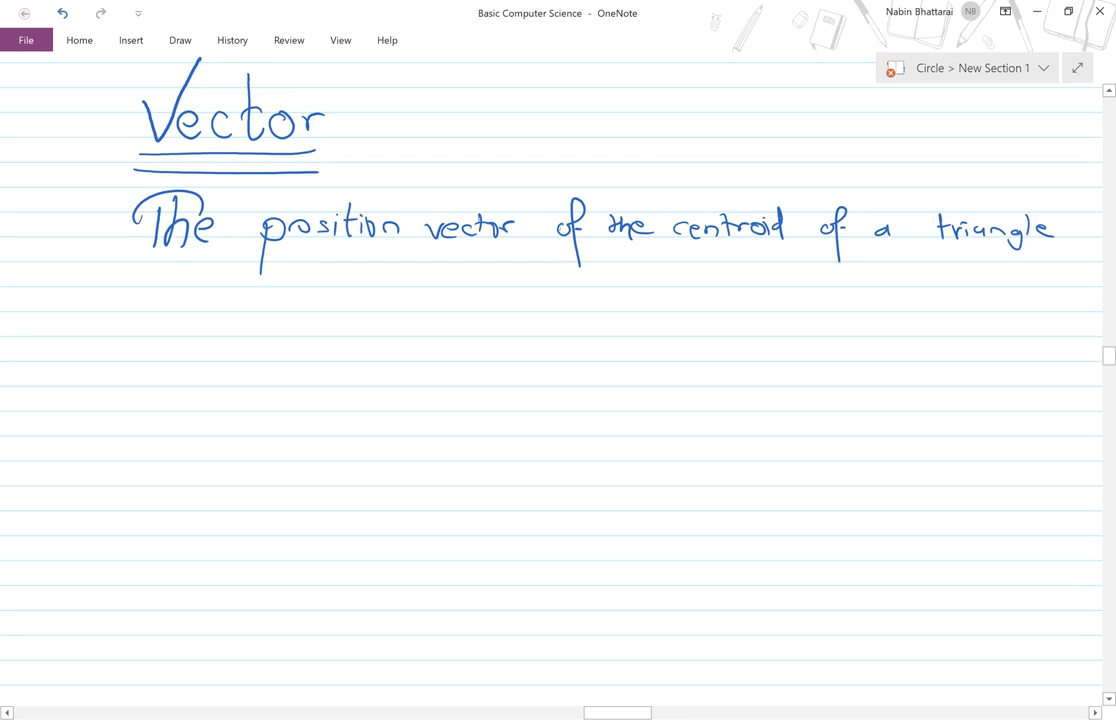 Basic Computer Science - OneNote
Nabin Bhattarai NB
File Home Insert Draw History Review View Help
Circle > New Section 1
Vector
The position vector of the centroid of a triangle